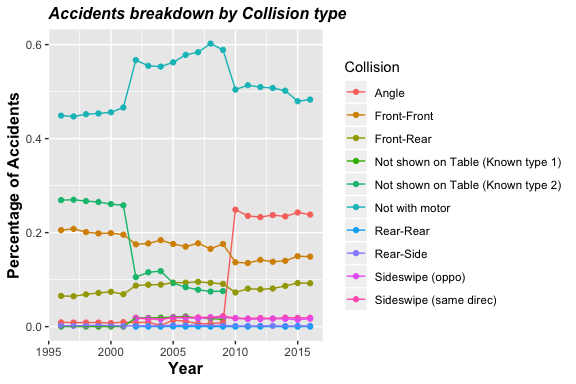 Accidents breakdown by Collision type
Percentage of Accidents
0.6
0.4
0.2
0.0
1995
2000
2005
2010
2015
Year
Collision
Angle
Front-Front
Front-Rear
Not shown on Table (Known type 1)
Not shown on Table (Known type 2)
Not with motor
Rear-Rear
Rear-Side
Sideswipe (oppo)
Sideswipe (same direc)